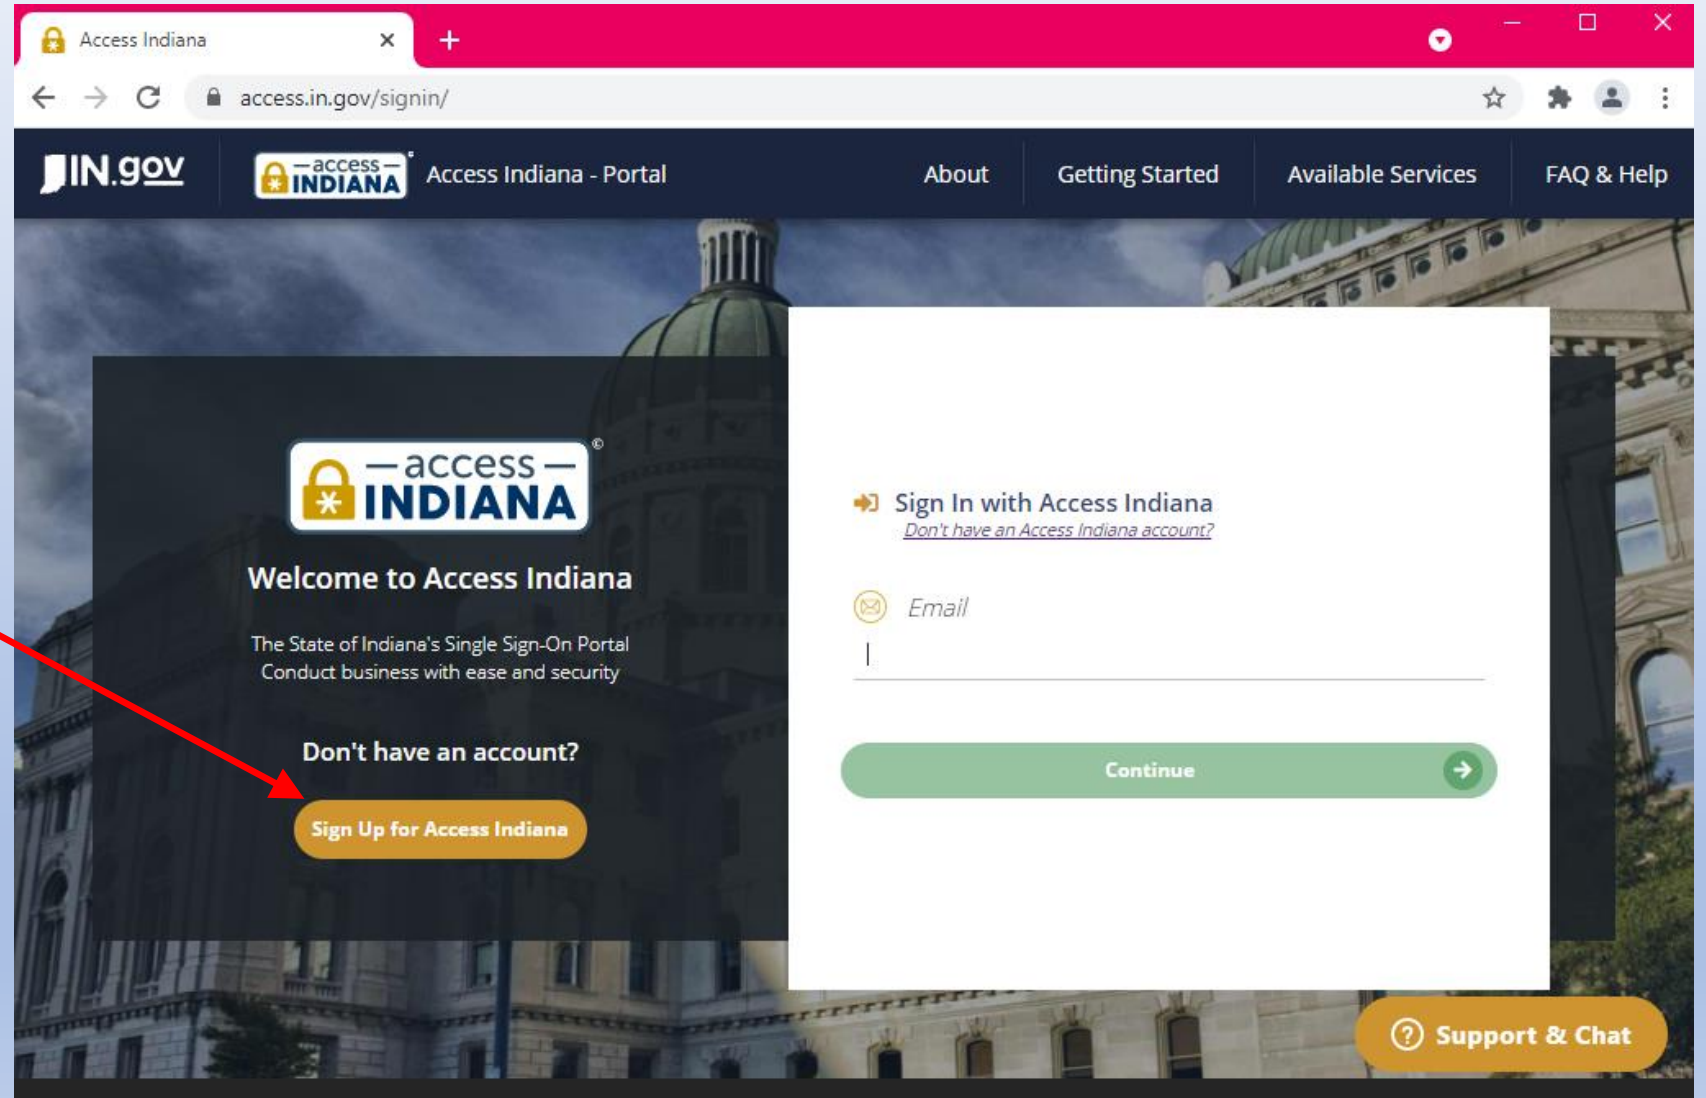 Access Indiana
access.in.gov/signin/
IN.gov
access
INDIANA
Access Indiana - Portal
About
Getting Started
Available Services
FAQ & Help
access
INDIANA
©
Welcome to Access Indiana
The State of Indiana's Single Sign-On Portal
Conduct business with ease and security
Don't have an account?
Sign Up for Access Indiana
Sign In with Access Indiana
Don't have an Access Indiana account?
Email
Continue
Support & Chat